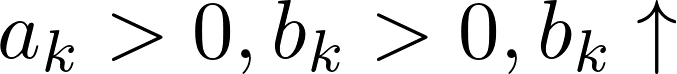 a_k > 0, b_k > 0, b_k ↑